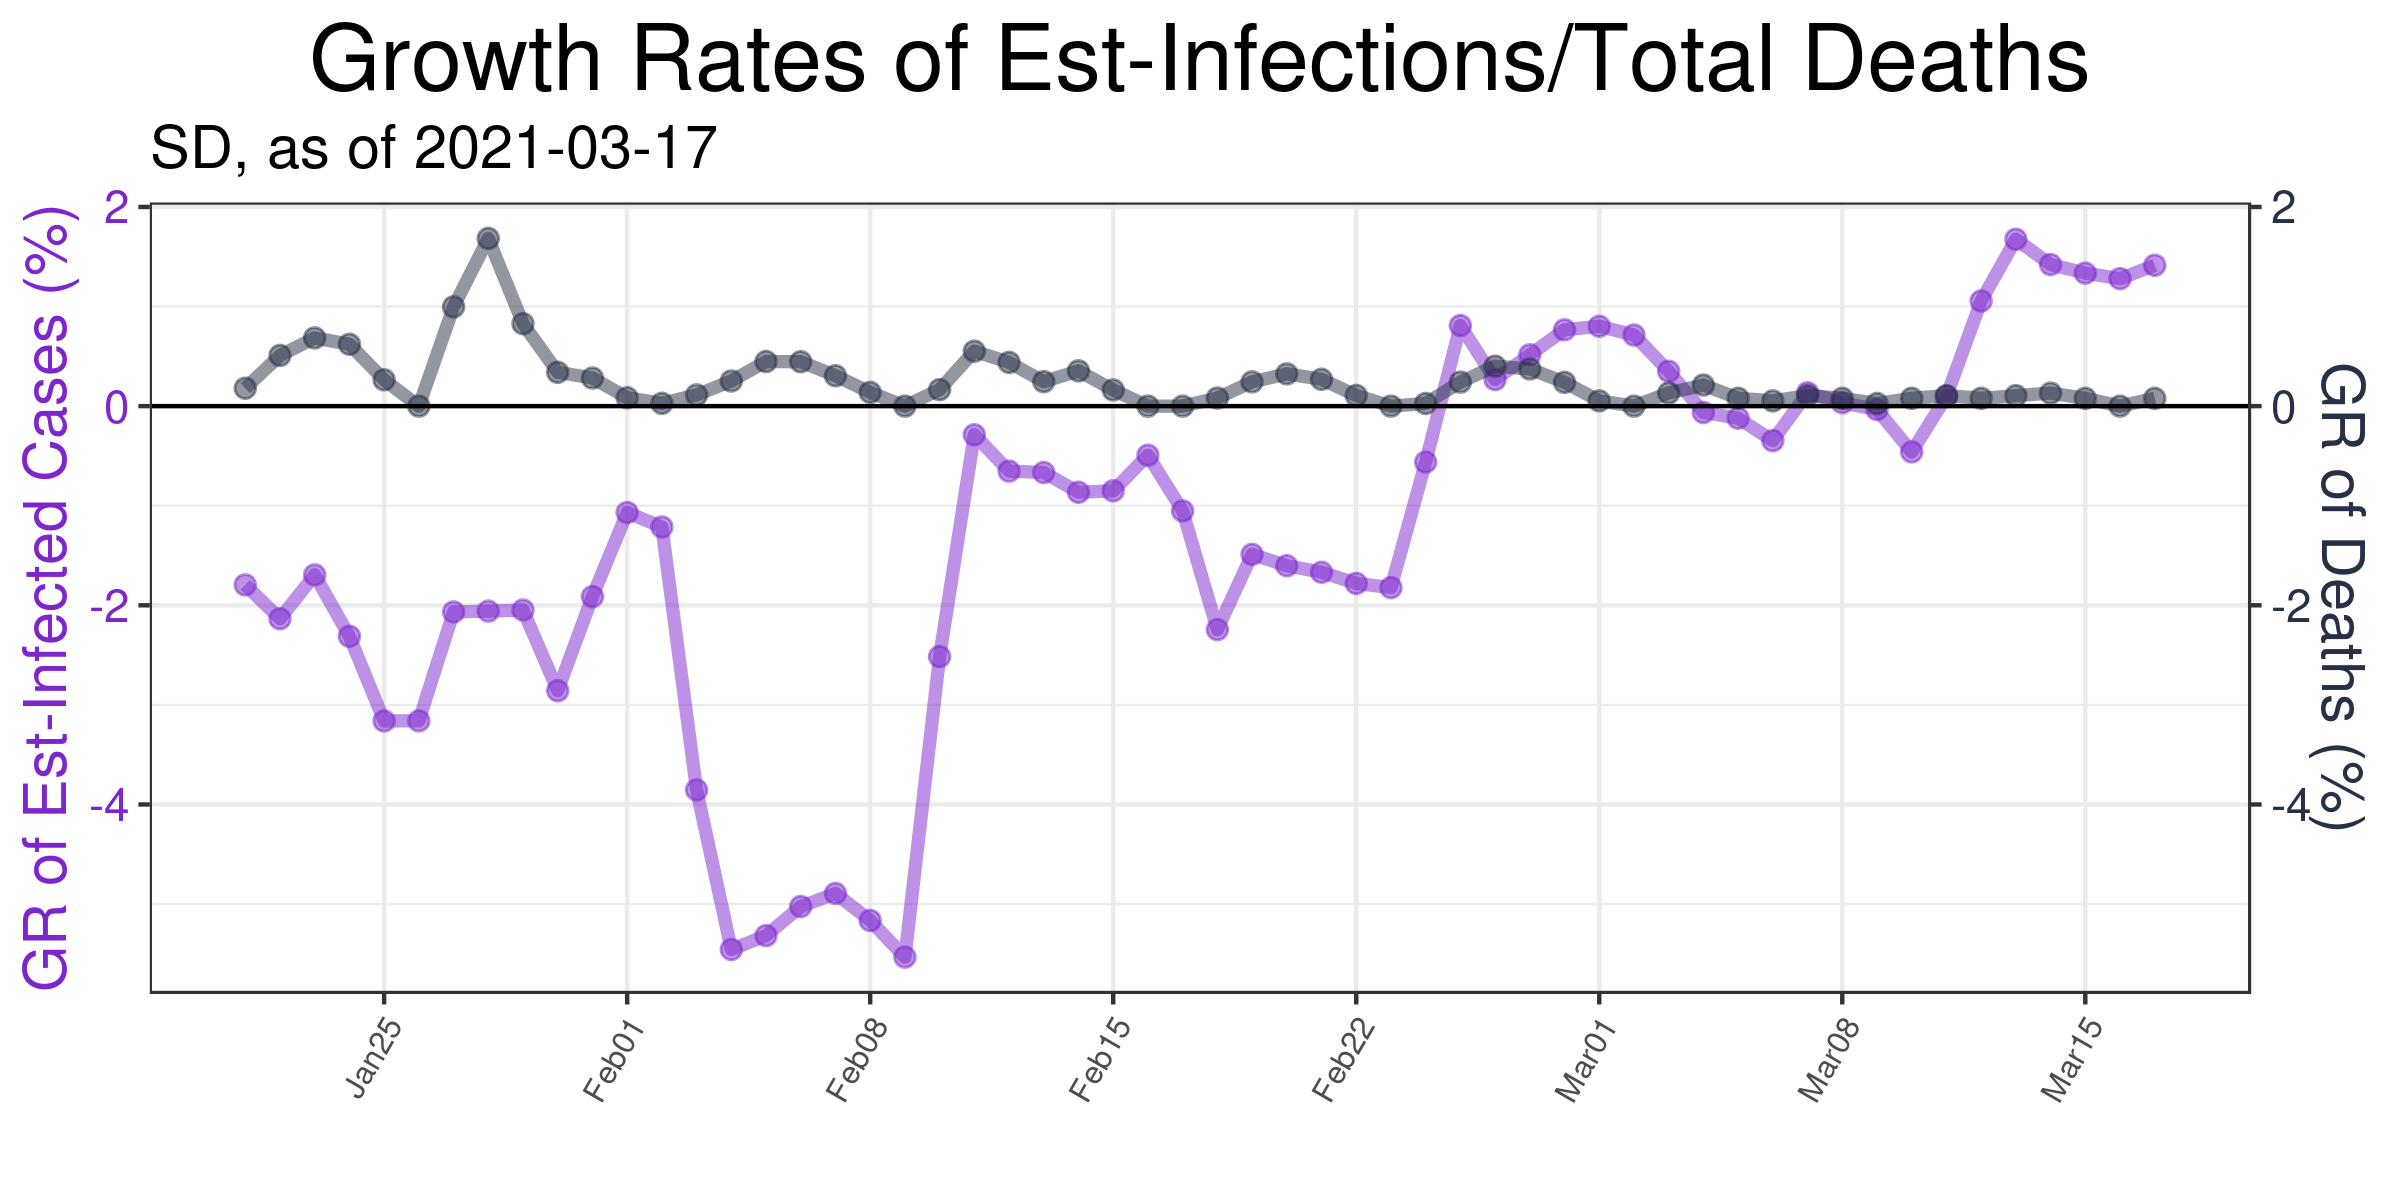 Growth Rates of Est-Infections/Total Deaths
SD, as of 2021-03-17
GR of Est-Infected Cases (%)
2
0
-2
-4
2
0
-2
-4
GR of Deaths (%)
Jan25
Feb01
Feb08
Feb15
Feb22
Mar01
Mar08
Mar15